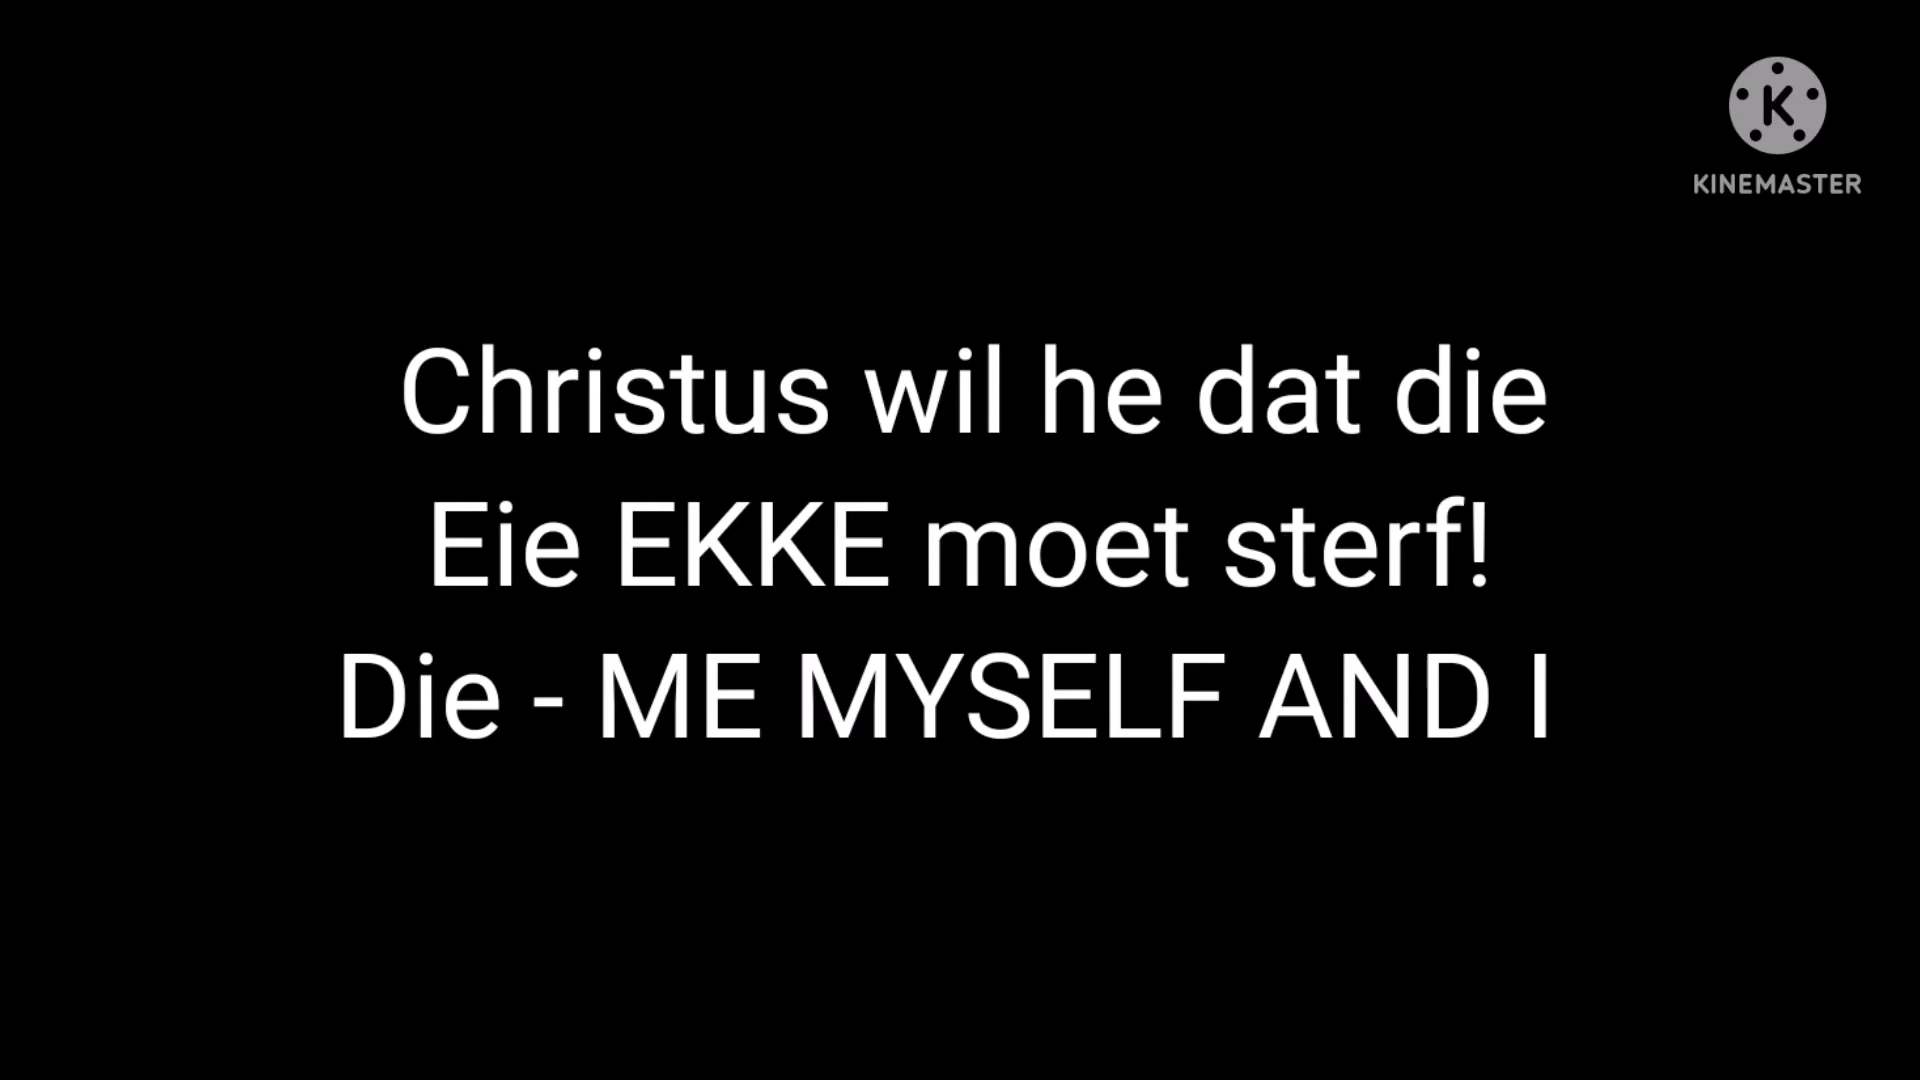 K
KINEMASTER
Christus wil he dat die
Eie EKKE moet sterf!
Die - ME MYSELF AND I